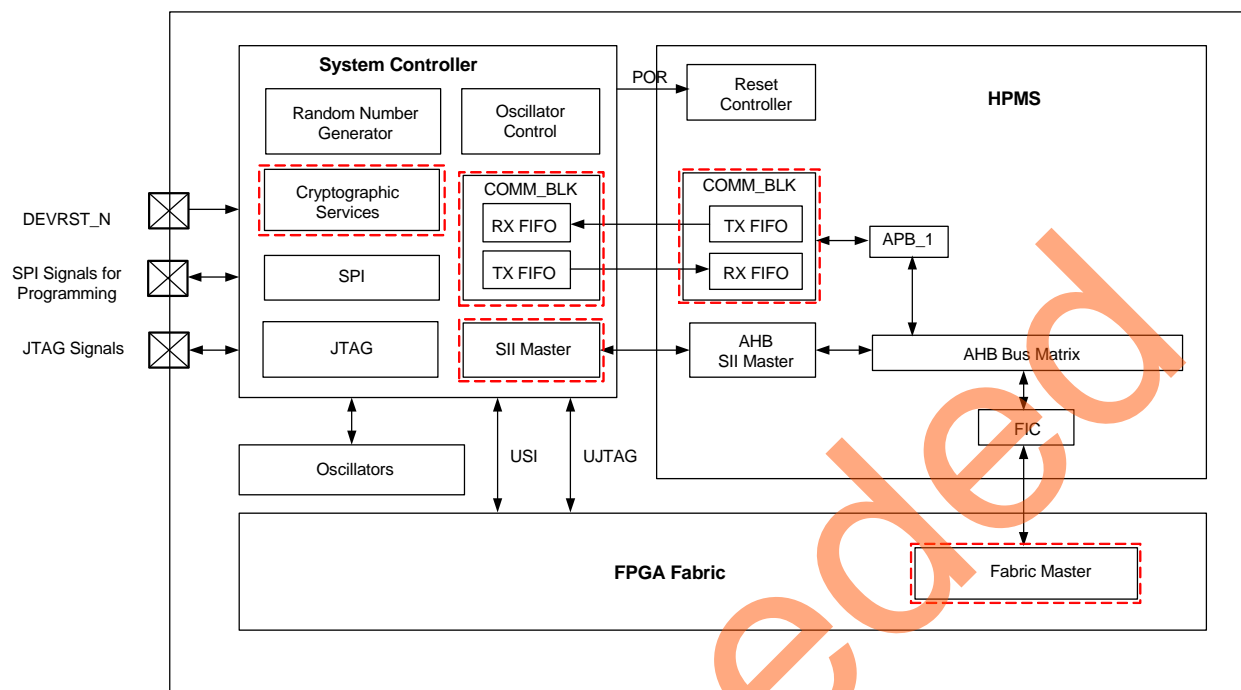 System Controller
POR
Reset
Controller
HPMS
Random Number
Generator
Oscillator
Control
Cryptographic
Services
COMM_BLK
RX FIFO
TX FIFO
COMM_BLK
TX FIFO
RX FIFO
APB_1
DEVRST_N
SPI Signals for
Programming
SPI
JTAG Signals
JTAG
SII Master
AHB
SII Master
AHB Bus Matrix
FIC
Oscillators
USI
UJTAG
FPGA Fabric
Fabric Master
eded